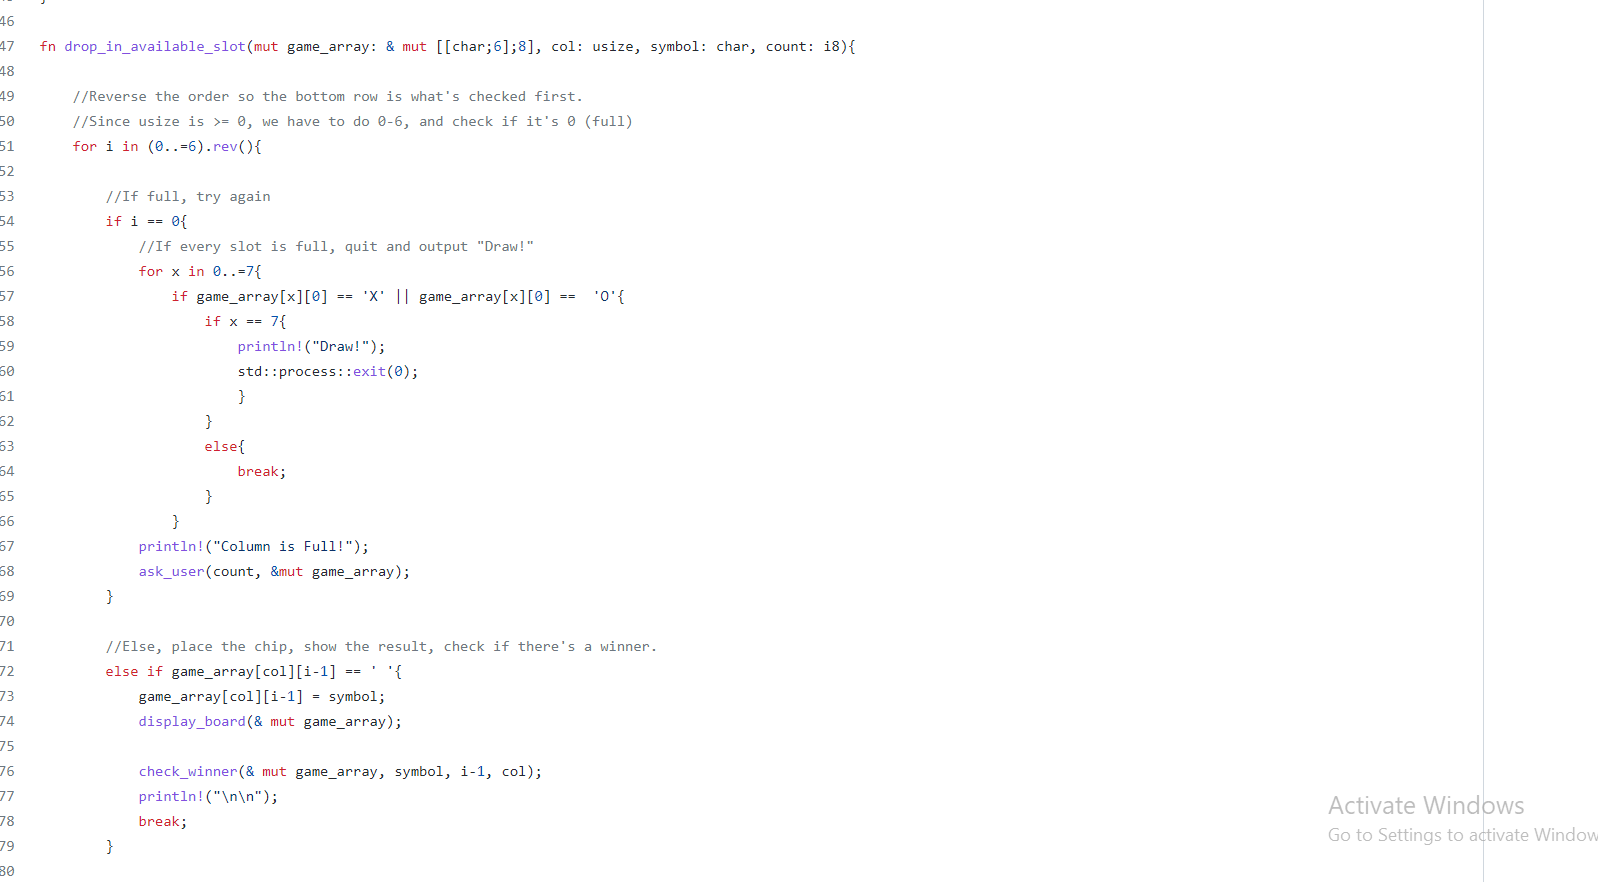 46
47 fn drop_in_available_slot(mut game_array: & mut [[char;6];8], col: usize, symbol: char, count: i8){
48
49 //Reverse the order so the bottom row is what's checked first.
50 //Since usize is >= 0, we have to do 0-6, and check if it's 0 (full)
51 for i in (0..=6).rev(){
52
53 //If full, try again
54 if i == 0{
55 //If every slot is full, quit and output "Draw!"
56 for x in 0..=7{
57 if game_array[x][0] == 'X' || game_array[x][0] ==  'O'{
58 if x == 7{
59 println!("Draw!");
60 std::process::exit(0);
61 }
62 }
63 else{
64 break;
65 }
66 }
67 println!("Column is Full!");
68 ask_user(count, &mut game_array);
69 }
70
71 //Else, place the chip, show the result, check if there's a winner.
72 else if game_array[col][i-1] == ' '{
73 game_array[col][i-1] = symbol;
74 display_board(& mut game_array);
75
76 check_winner(& mut game_array, symbol, i-1, col);
77 println!("\n\n");
78 break;
79 }
80
Activate Windows
Go to Settings to activate Window